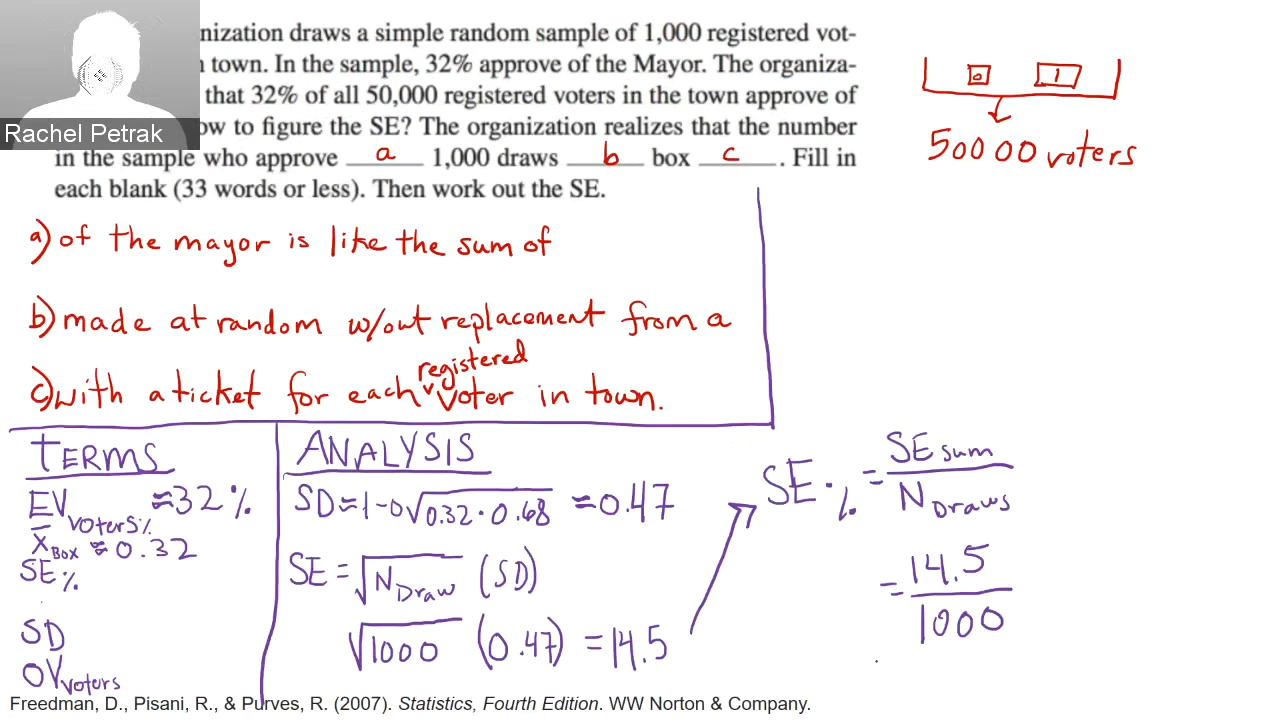 nization draws a simple random sample of 1,000 registered vot-
town. In the sample, 32% approve of the Mayor. The organiza-
that 32% of all 50,000 registered voters in the town approve of
ow to figure the SE? The organization realizes that the number
in the sample who approve a 1,000 draws b box c . Fill in
each blank (33 words or less). Then work out the SE.
Rachel Petrak
0 1
50000 voters
a) of the mayor is like the sum of
b) made at random w/out replacement from a
registered
c) with a ticket for each voter in town.
TERMS
EV voters% ≈32%
x̄ Box ≈ 0.32
SE%
SD
OV voters
ANALYSIS
SD≈1-0√0.32·0.68 ≈0.47
SE=√N Draw (SD)
√1000 (0.47)=14.5
SE% = SE sum / N Draws
= 14.5 / 1000
Freedman, D., Pisani, R., & Purves, R. (2007). Statistics, Fourth Edition. WW Norton & Company.